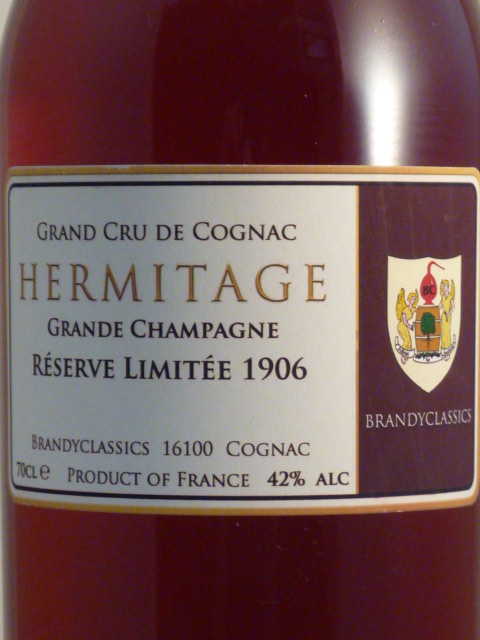 GRAND CRU DE COGNAC
HERMITAGE
GRANDE CHAMPAGNE
RÉSERVE LIMITÉE 1906
BRANDYCLASSICS 16100 COGNAC
70CL e PRODUCT OF FRANCE 42% ALC
BC
BRANDYCLASSICS